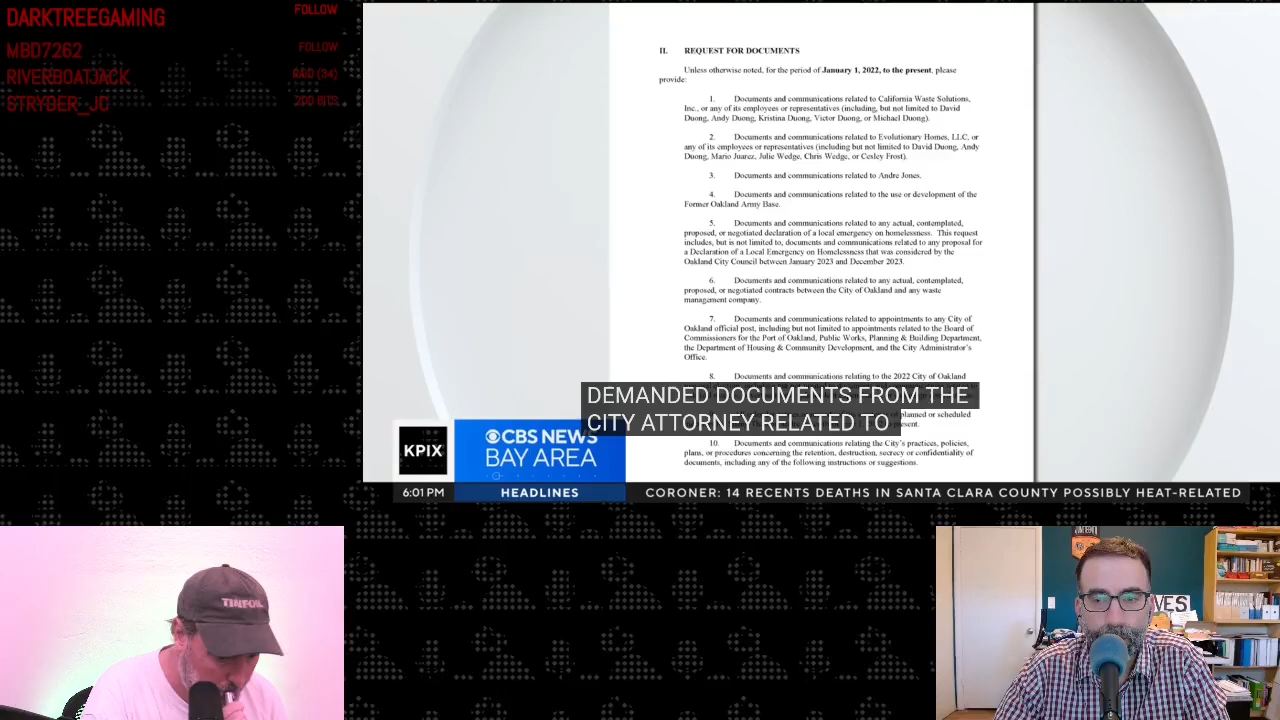 DARKTREEGAMING
FOLLOW
MBD7262
FOLLOW
RIVERBOATJACK
RAID (34)
STRYDER_JC
200 BITS
II. REQUEST FOR DOCUMENTS
Unless otherwise noted, for the period of January 1, 2022, to the present, please
provide:
1. Documents and communications related to California Waste Solutions,
Inc., or any of its employees or representatives (including, but not limited to David
Duong, Andy Duong, Kristina Duong, Victor Duong, or Michael Duong).
2. Documents and communications related to Evolutionary Homes, LLC, or
any of its employees or representatives (including but not limited to David Duong, Andy
Duong, Mario Juarez, Julie Wedge, Chris Wedge, or Cesley Frost).
3. Documents and communications related to Andre Jones.
4. Documents and communications related to the use or development of the
Former Oakland Army Base.
5. Documents and communications related to any actual, contemplated,
proposed, or negotiated declaration of a local emergency on homelessness. This request
includes, but is not limited to, documents and communications related to any proposal for
a Declaration of a Local Emergency on Homelessness that was considered by the
Oakland City Council between January 2023 and December 2023.
6. Documents and communications related to any actual, contemplated,
proposed, or negotiated contracts between the City of Oakland and any waste
management company.
7. Documents and communications related to appointments to any City of
Oakland official post, including but not limited to appointments related to the Board of
Commissioners for the Port of Oakland, Public Works, Planning & Building Department,
the Department of Housing & Community Development, and the City Administrator's
Office.
8. Documents and communications related to the 2022 City of Oakland
DEMANDED DOCUMENTS FROM THE
CITY ATTORNEY RELATED TO
planned or scheduled
present.
10. Documents and communications relating the City's practices, policies,
plans, or procedures concerning the retention, destruction, secrecy or confidentiality of
documents, including any of the following instructions or suggestions.
KPIX
CBS NEWS
BAY AREA
6:01 PM
HEADLINES
CORONER: 14 RECENTS DEATHS IN SANTA CLARA COUNTY POSSIBLY HEAT-RELATED
TINFOIL